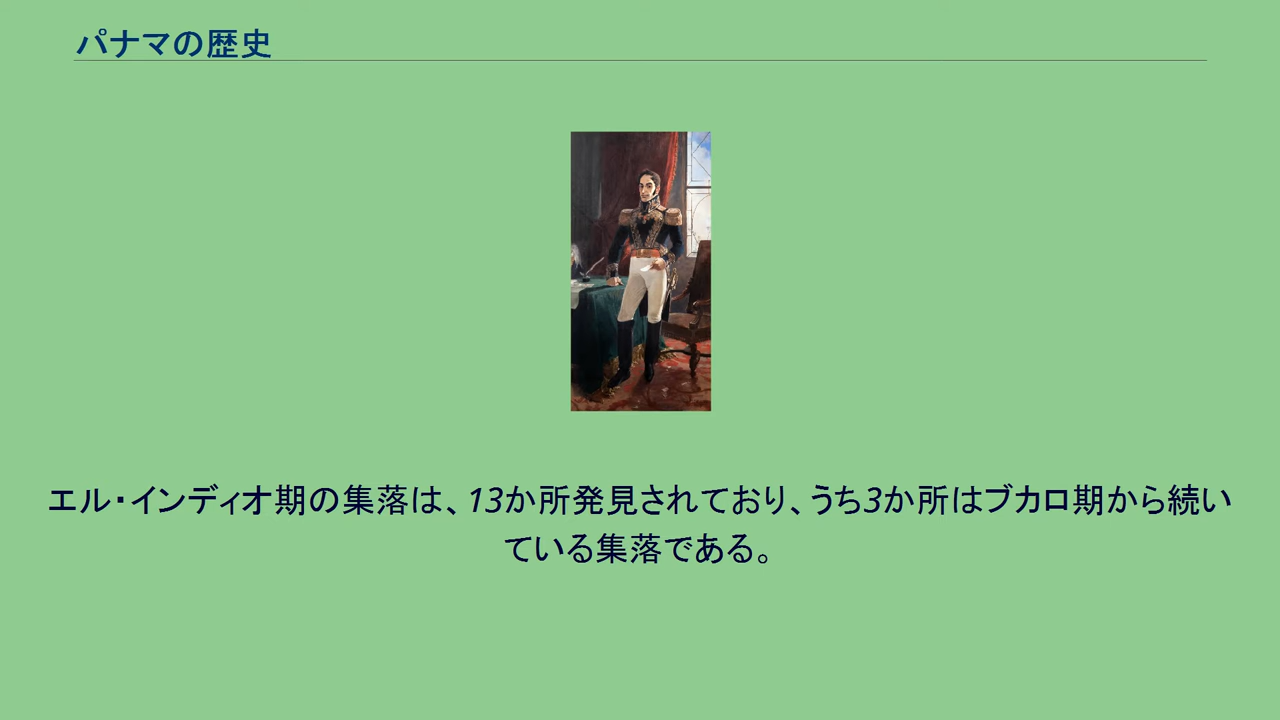 パナマの歴史
エル・インディオ期の集落は、13か所発見されており、うち3か所はブカロ期から続い
ている集落である。